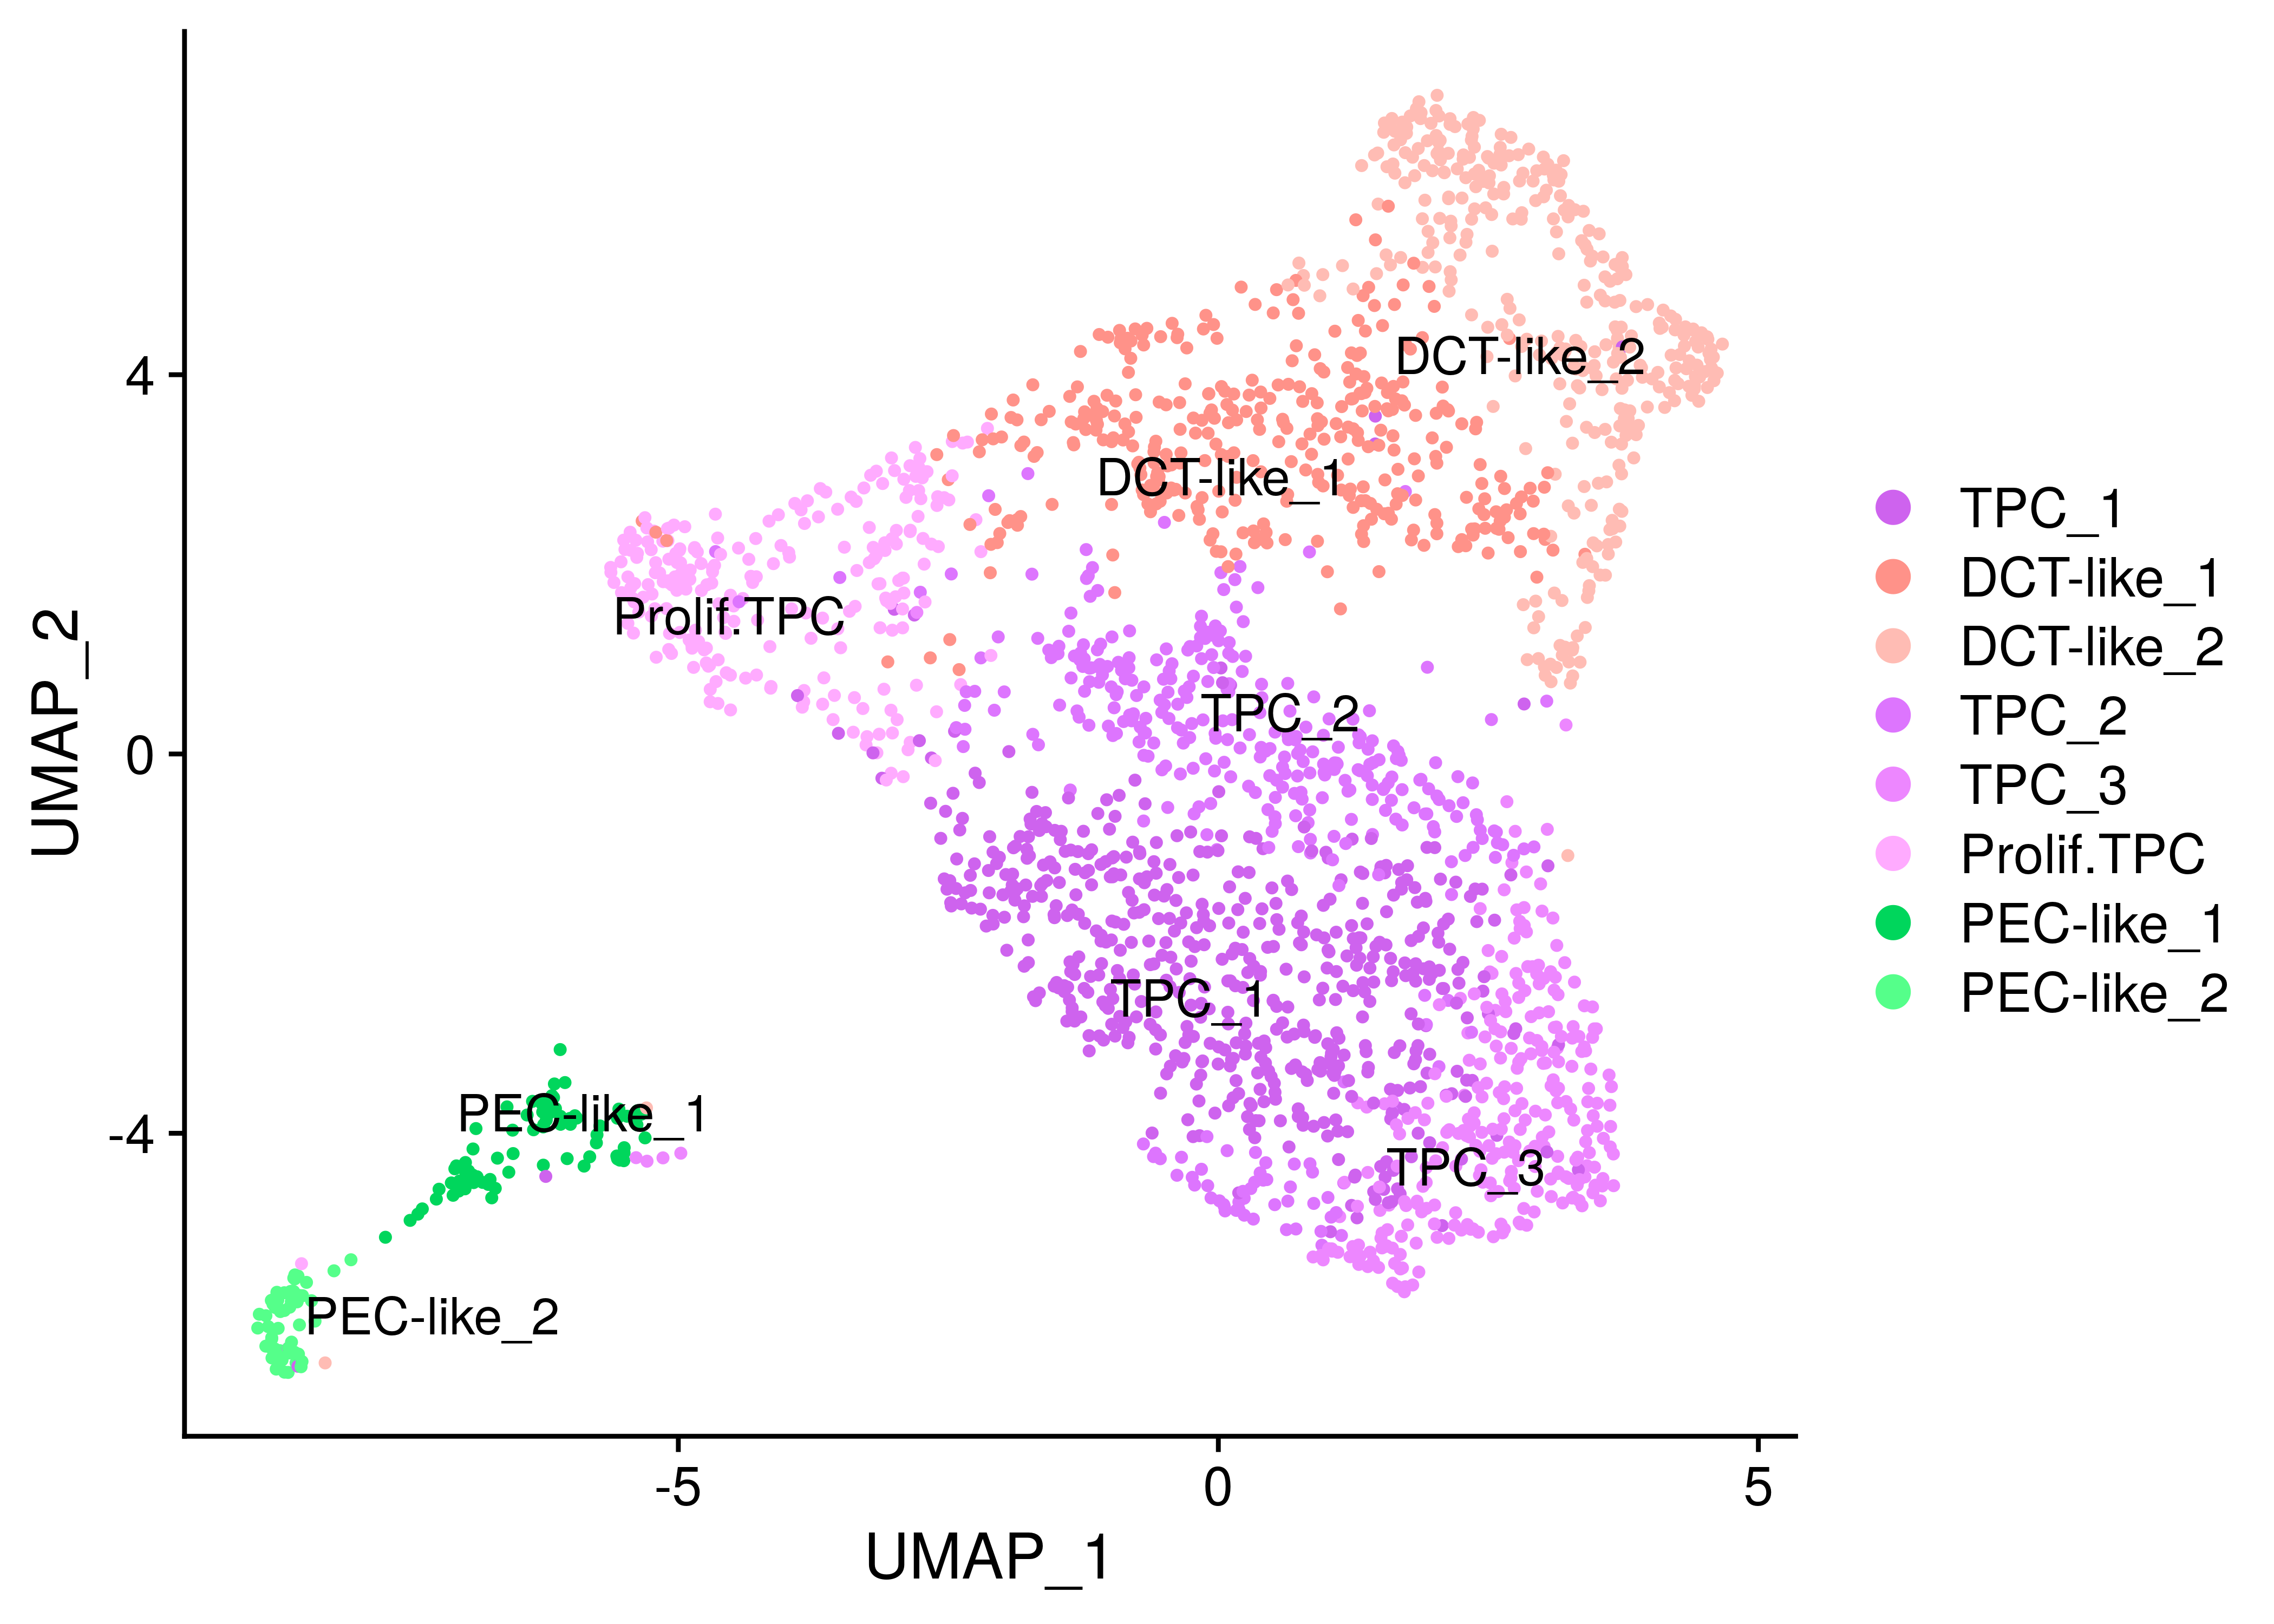 DCT-like_2
DCT-like_1
Prolif.TPC
TPC_2
TPC_1
PEC-like_1
TPC_3
PEC-like_2
4
0
-4
UMAP_2
-5
0
5
UMAP_1
TPC_1
DCT-like_1
DCT-like_2
TPC_2
TPC_3
Prolif.TPC
PEC-like_1
PEC-like_2